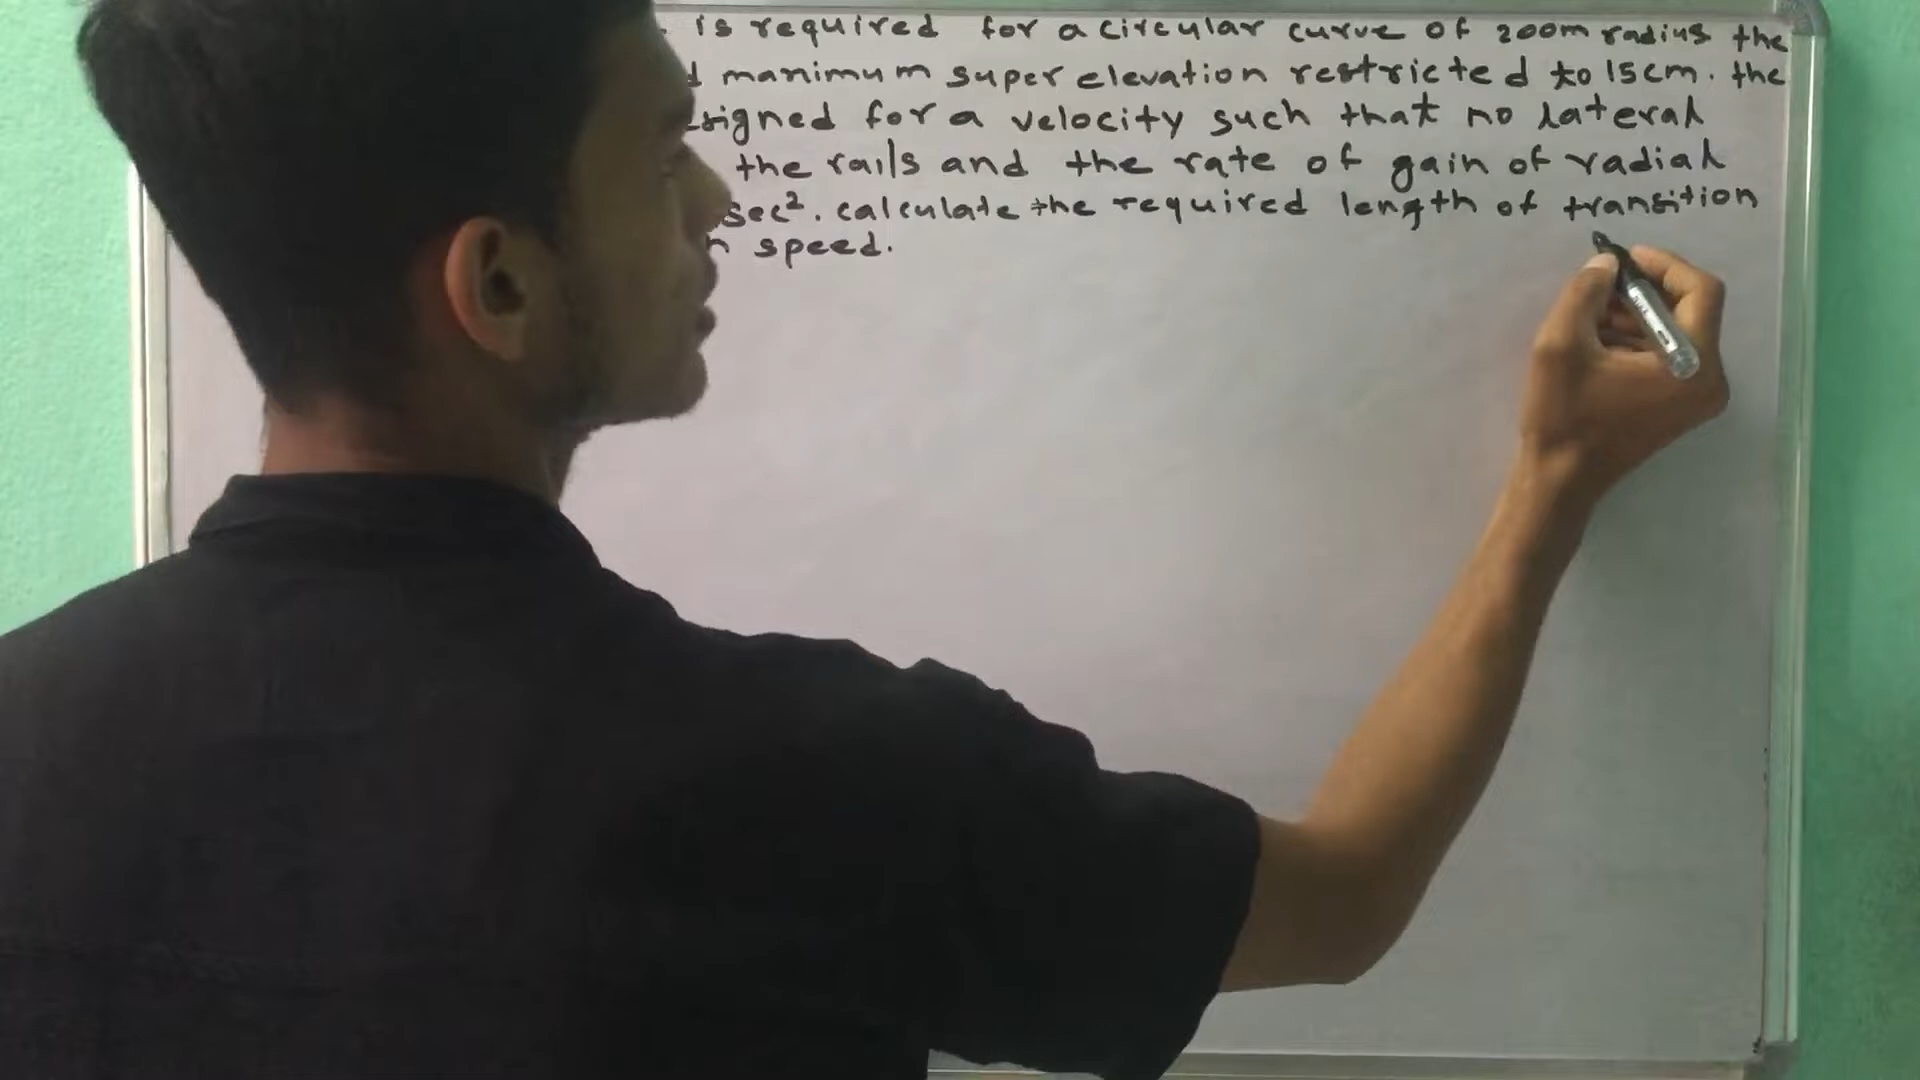 is required for a circular curve of 200m radius the
manimum super elevation restricted to 15cm. the
signed for a velocity such that no lateral
the rails and the rate of gain of radial
sec². calculate the required length of transition
speed.